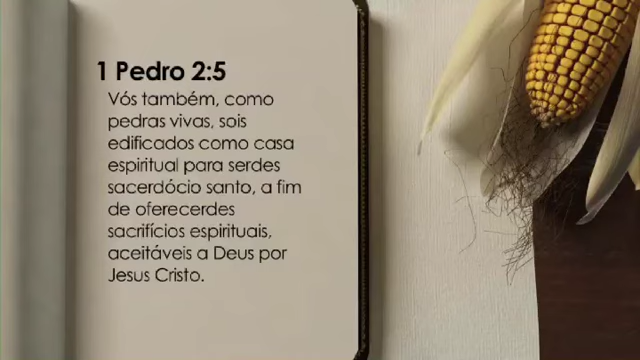 1 Pedro 2:5
Vós também, como
pedras vivas, sois
edificados como casa
espiritual para serdes
sacerdócio santo, a fim
de oferecerdes
sacrifícios espirituais,
aceitáveis a Deus por
Jesus Cristo.